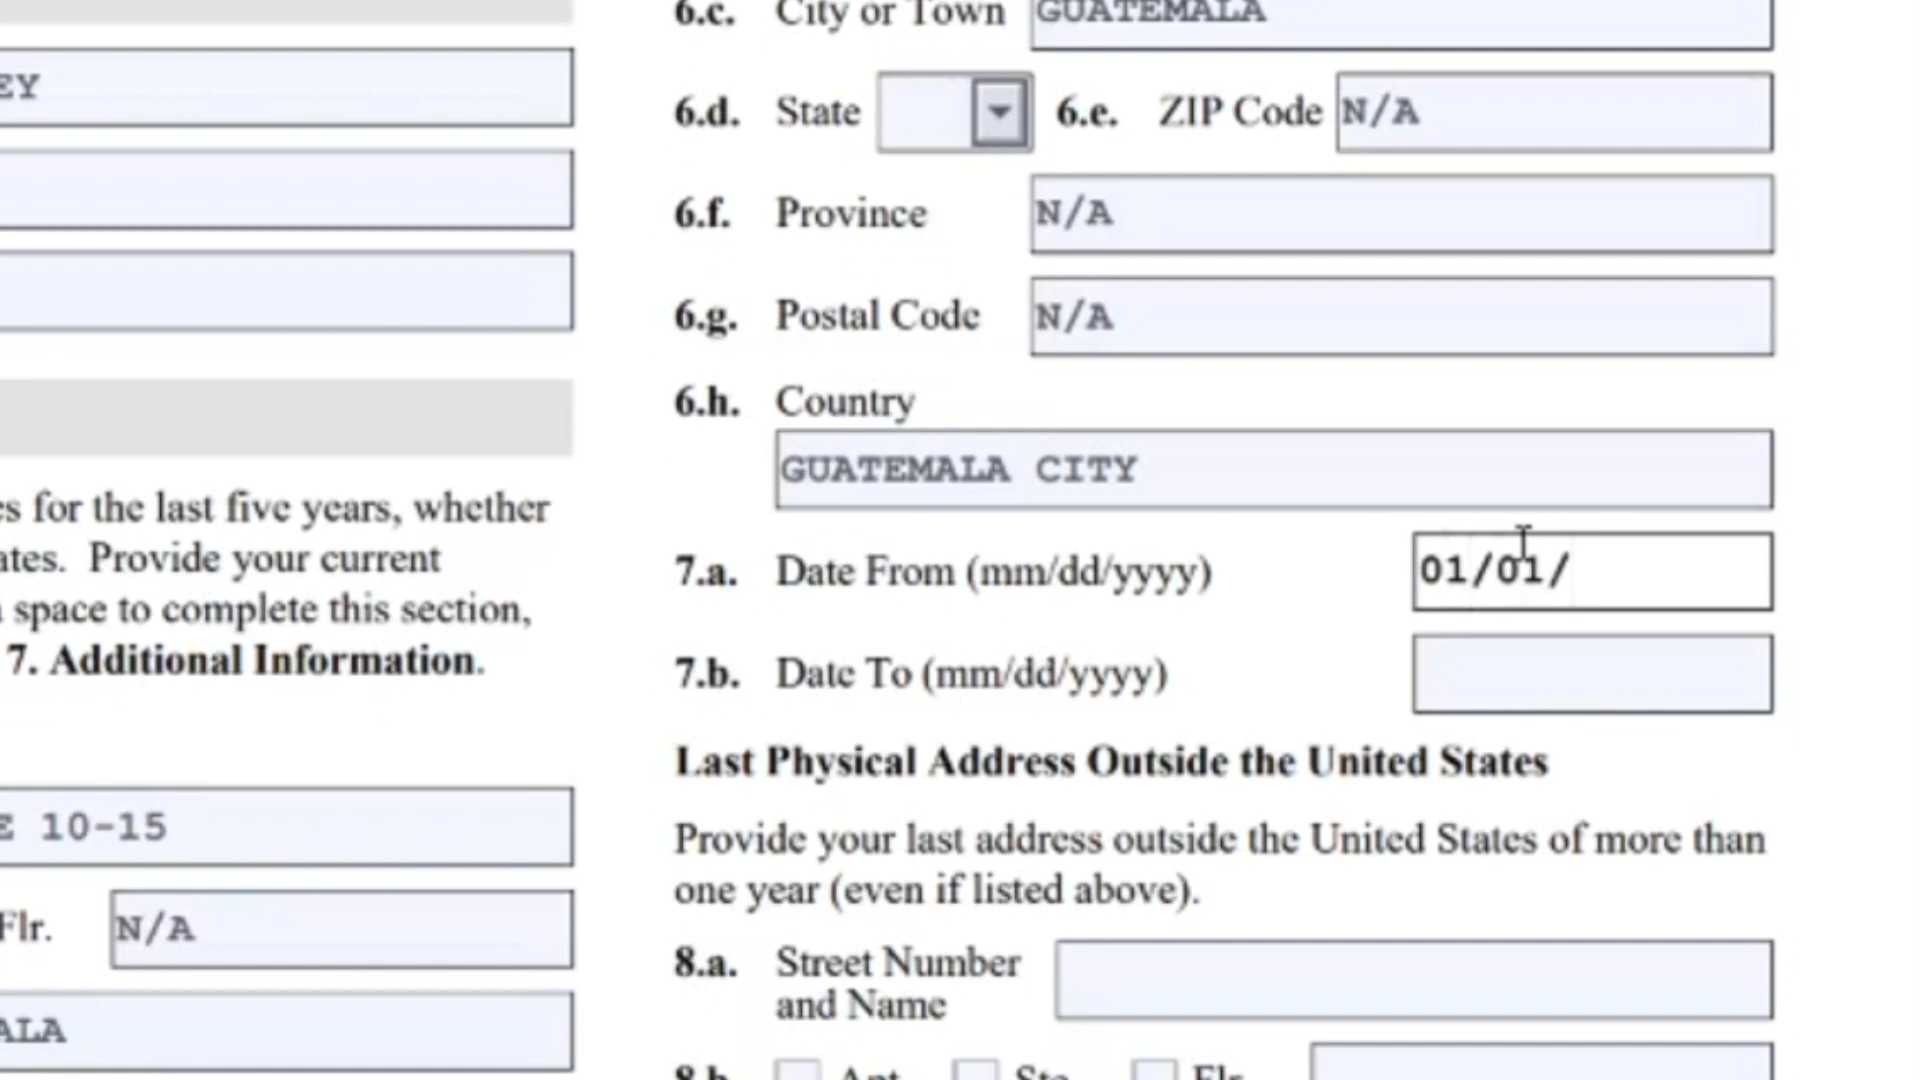 EY
es for the last five years, whether
ates. Provide your current
space to complete this section,
7. Additional Information.
E 10-15
Flr. N/A
ALA
6.c. City or Town GUATEMALA
6.d. State 6.e. ZIP Code N/A
6.f. Province N/A
6.g. Postal Code N/A
6.h. Country
GUATEMALA CITY
7.a. Date From (mm/dd/yyyy) 01/01/
7.b. Date To (mm/dd/yyyy)
Last Physical Address Outside the United States
Provide your last address outside the United States of more than
one year (even if listed above).
8.a. Street Number
and Name
8.b. Apt. Ste. Flr.